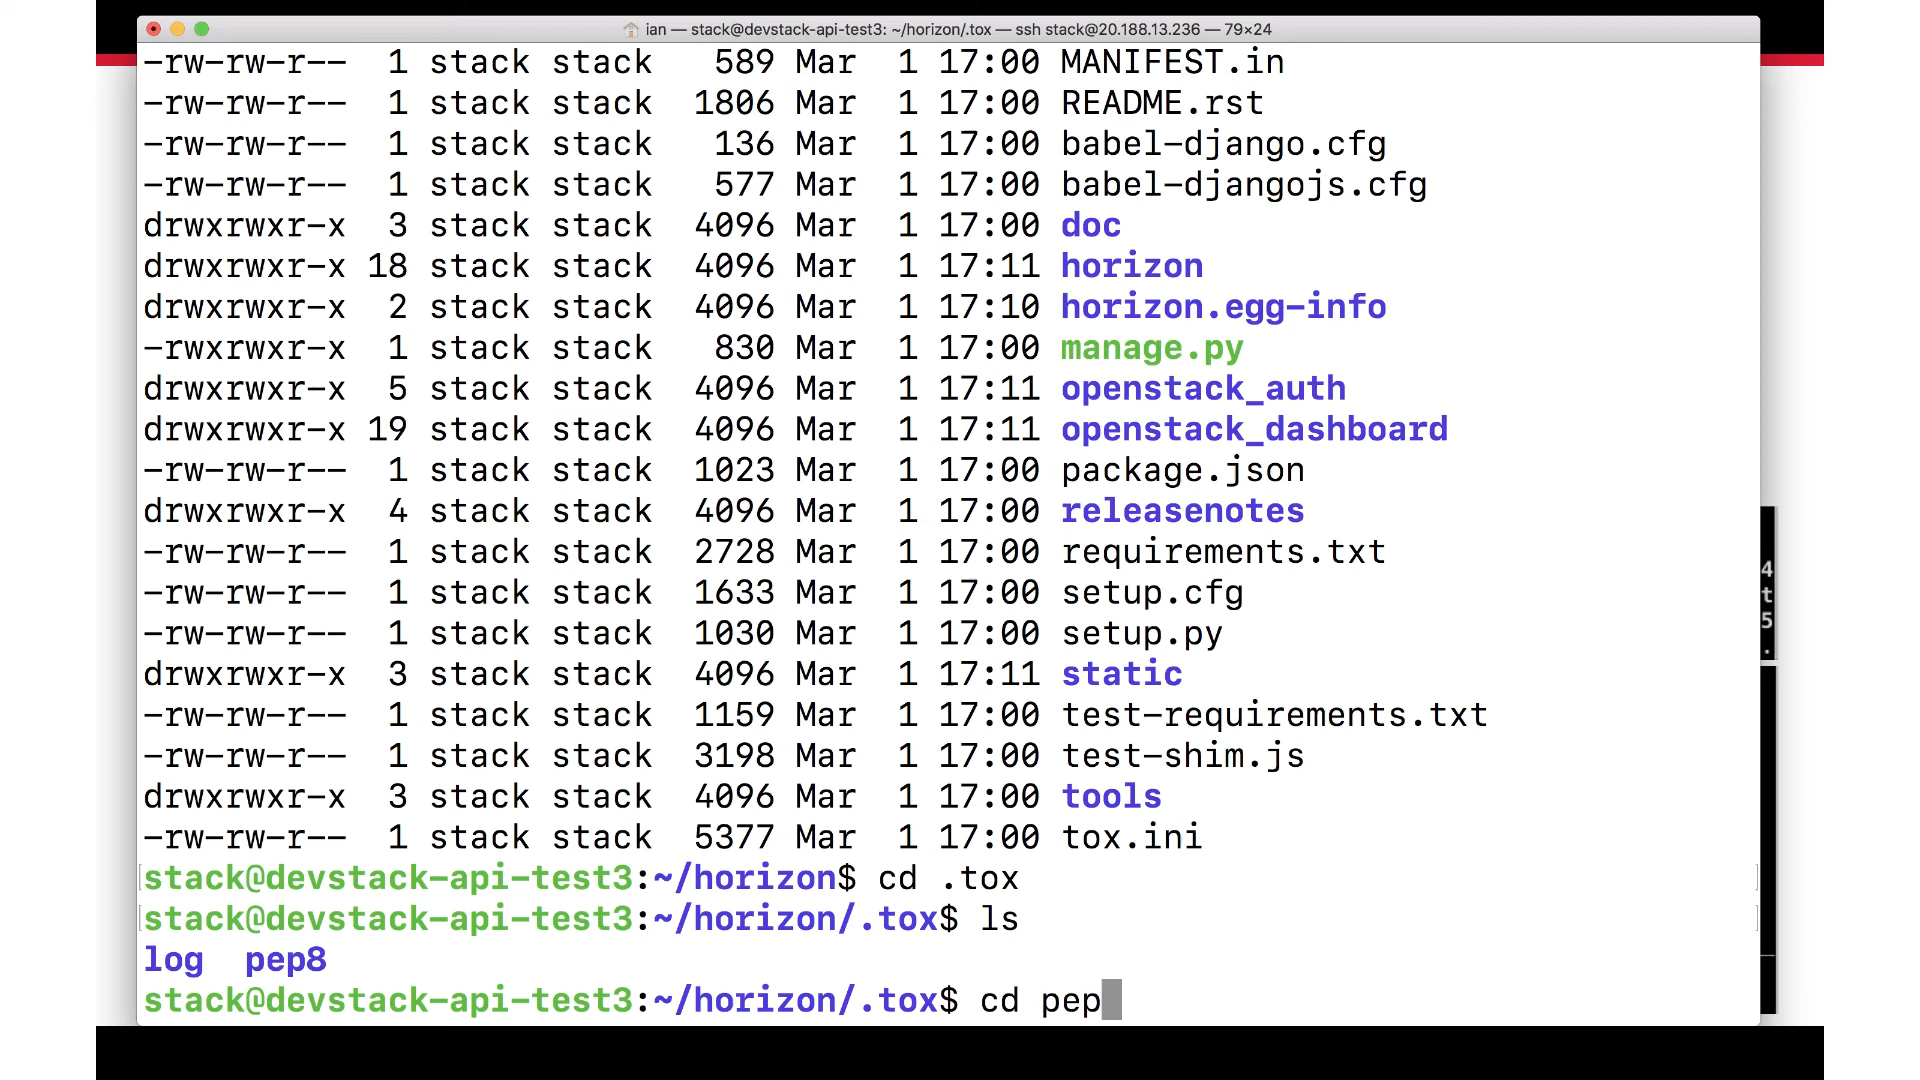 ian — stack@devstack-api-test3: ~/horizon/.tox — ssh stack@20.188.13.236 — 79×24
-rw-rw-r--  1 stack stack   589 Mar  1 17:00 MANIFEST.in
-rw-rw-r--  1 stack stack  1806 Mar  1 17:00 README.rst
-rw-rw-r--  1 stack stack   136 Mar  1 17:00 babel-django.cfg
-rw-rw-r--  1 stack stack   577 Mar  1 17:00 babel-djangojs.cfg
drwxrwxr-x  3 stack stack  4096 Mar  1 17:00 doc
drwxrwxr-x 18 stack stack  4096 Mar  1 17:11 horizon
drwxrwxr-x  2 stack stack  4096 Mar  1 17:10 horizon.egg-info
-rwxrwxr-x  1 stack stack   830 Mar  1 17:00 manage.py
drwxrwxr-x  5 stack stack  4096 Mar  1 17:11 openstack_auth
drwxrwxr-x 19 stack stack  4096 Mar  1 17:11 openstack_dashboard
-rw-rw-r--  1 stack stack  1023 Mar  1 17:00 package.json
drwxrwxr-x  4 stack stack  4096 Mar  1 17:00 releasenotes
-rw-rw-r--  1 stack stack  2728 Mar  1 17:00 requirements.txt
-rw-rw-r--  1 stack stack  1633 Mar  1 17:00 setup.cfg
-rw-rw-r--  1 stack stack  1030 Mar  1 17:00 setup.py
drwxrwxr-x  3 stack stack  4096 Mar  1 17:11 static
-rw-rw-r--  1 stack stack  1159 Mar  1 17:00 test-requirements.txt
-rw-rw-r--  1 stack stack  3198 Mar  1 17:00 test-shim.js
drwxrwxr-x  3 stack stack  4096 Mar  1 17:00 tools
-rw-rw-r--  1 stack stack  5377 Mar  1 17:00 tox.ini
stack@devstack-api-test3:~/horizon$ cd .tox
stack@devstack-api-test3:~/horizon/.tox$ ls
log  pep8
stack@devstack-api-test3:~/horizon/.tox$ cd pep
4
t
5
.